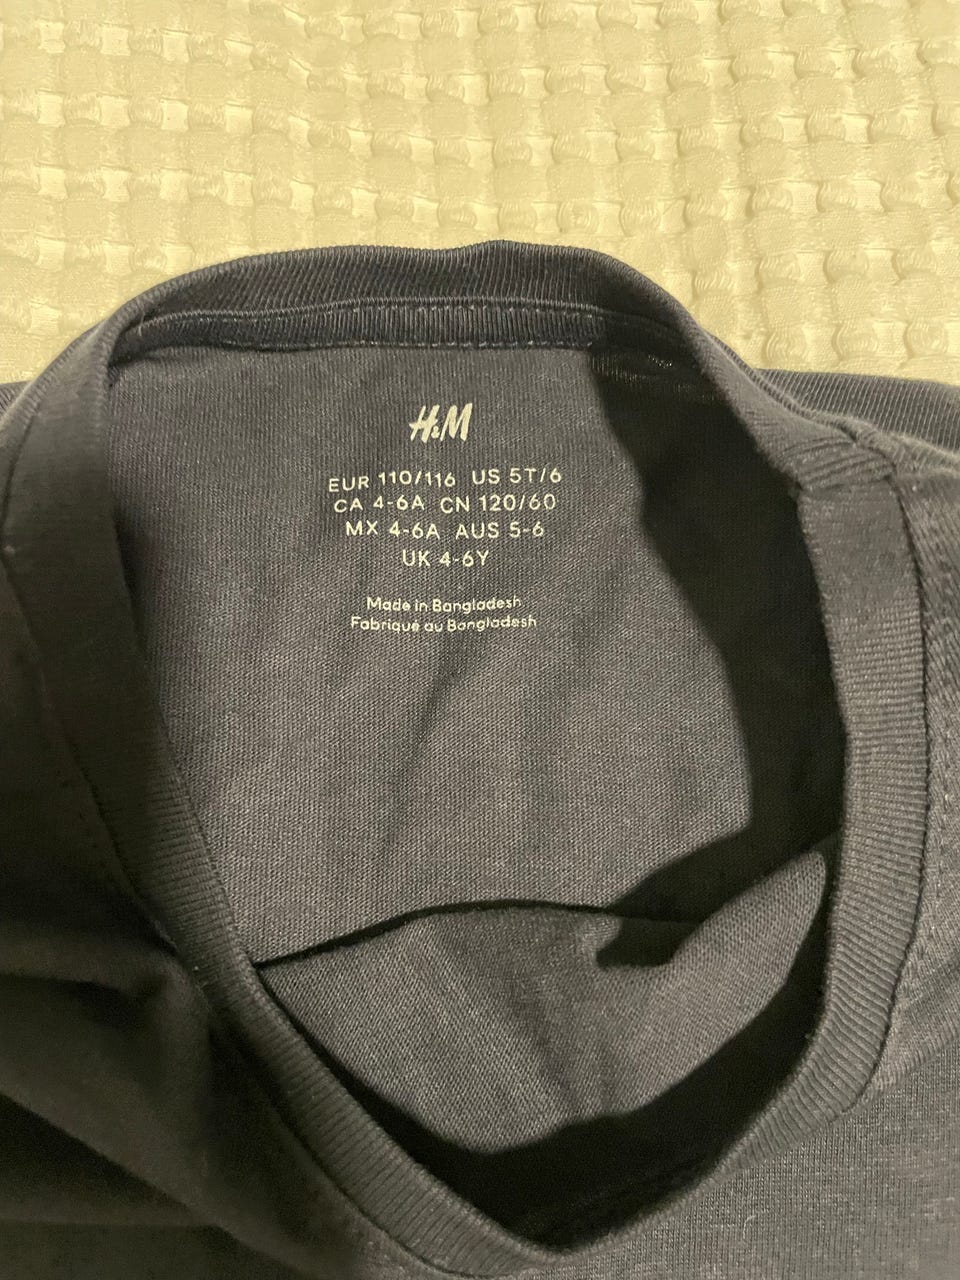 H&M
EUR 110/116 US 5T/6
CA 4-6A CN 120/60
MX 4-6A AUS 5-6
UK 4-6Y
Made in Bangladesh
Fabriqué au Bangladesh